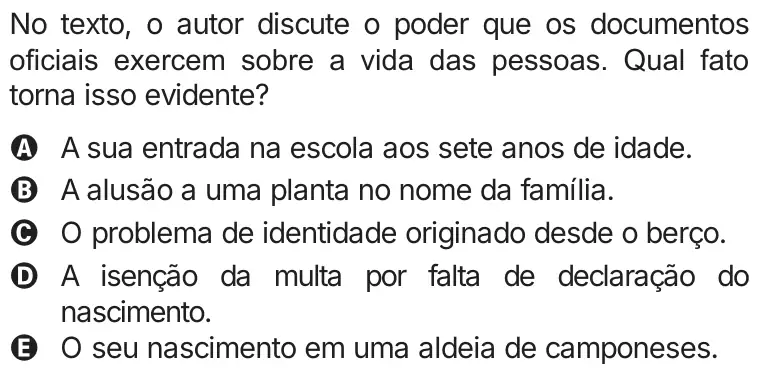 No texto, o autor discute o poder que os documentos
oficiais exercem sobre a vida das pessoas. Qual fato
torna isso evidente?
A A sua entrada na escola aos sete anos de idade.
B A alusão a uma planta no nome da família.
C O problema de identidade originado desde o berço.
D A isenção da multa por falta de declaração do
nascimento.
E O seu nascimento em uma aldeia de camponeses.